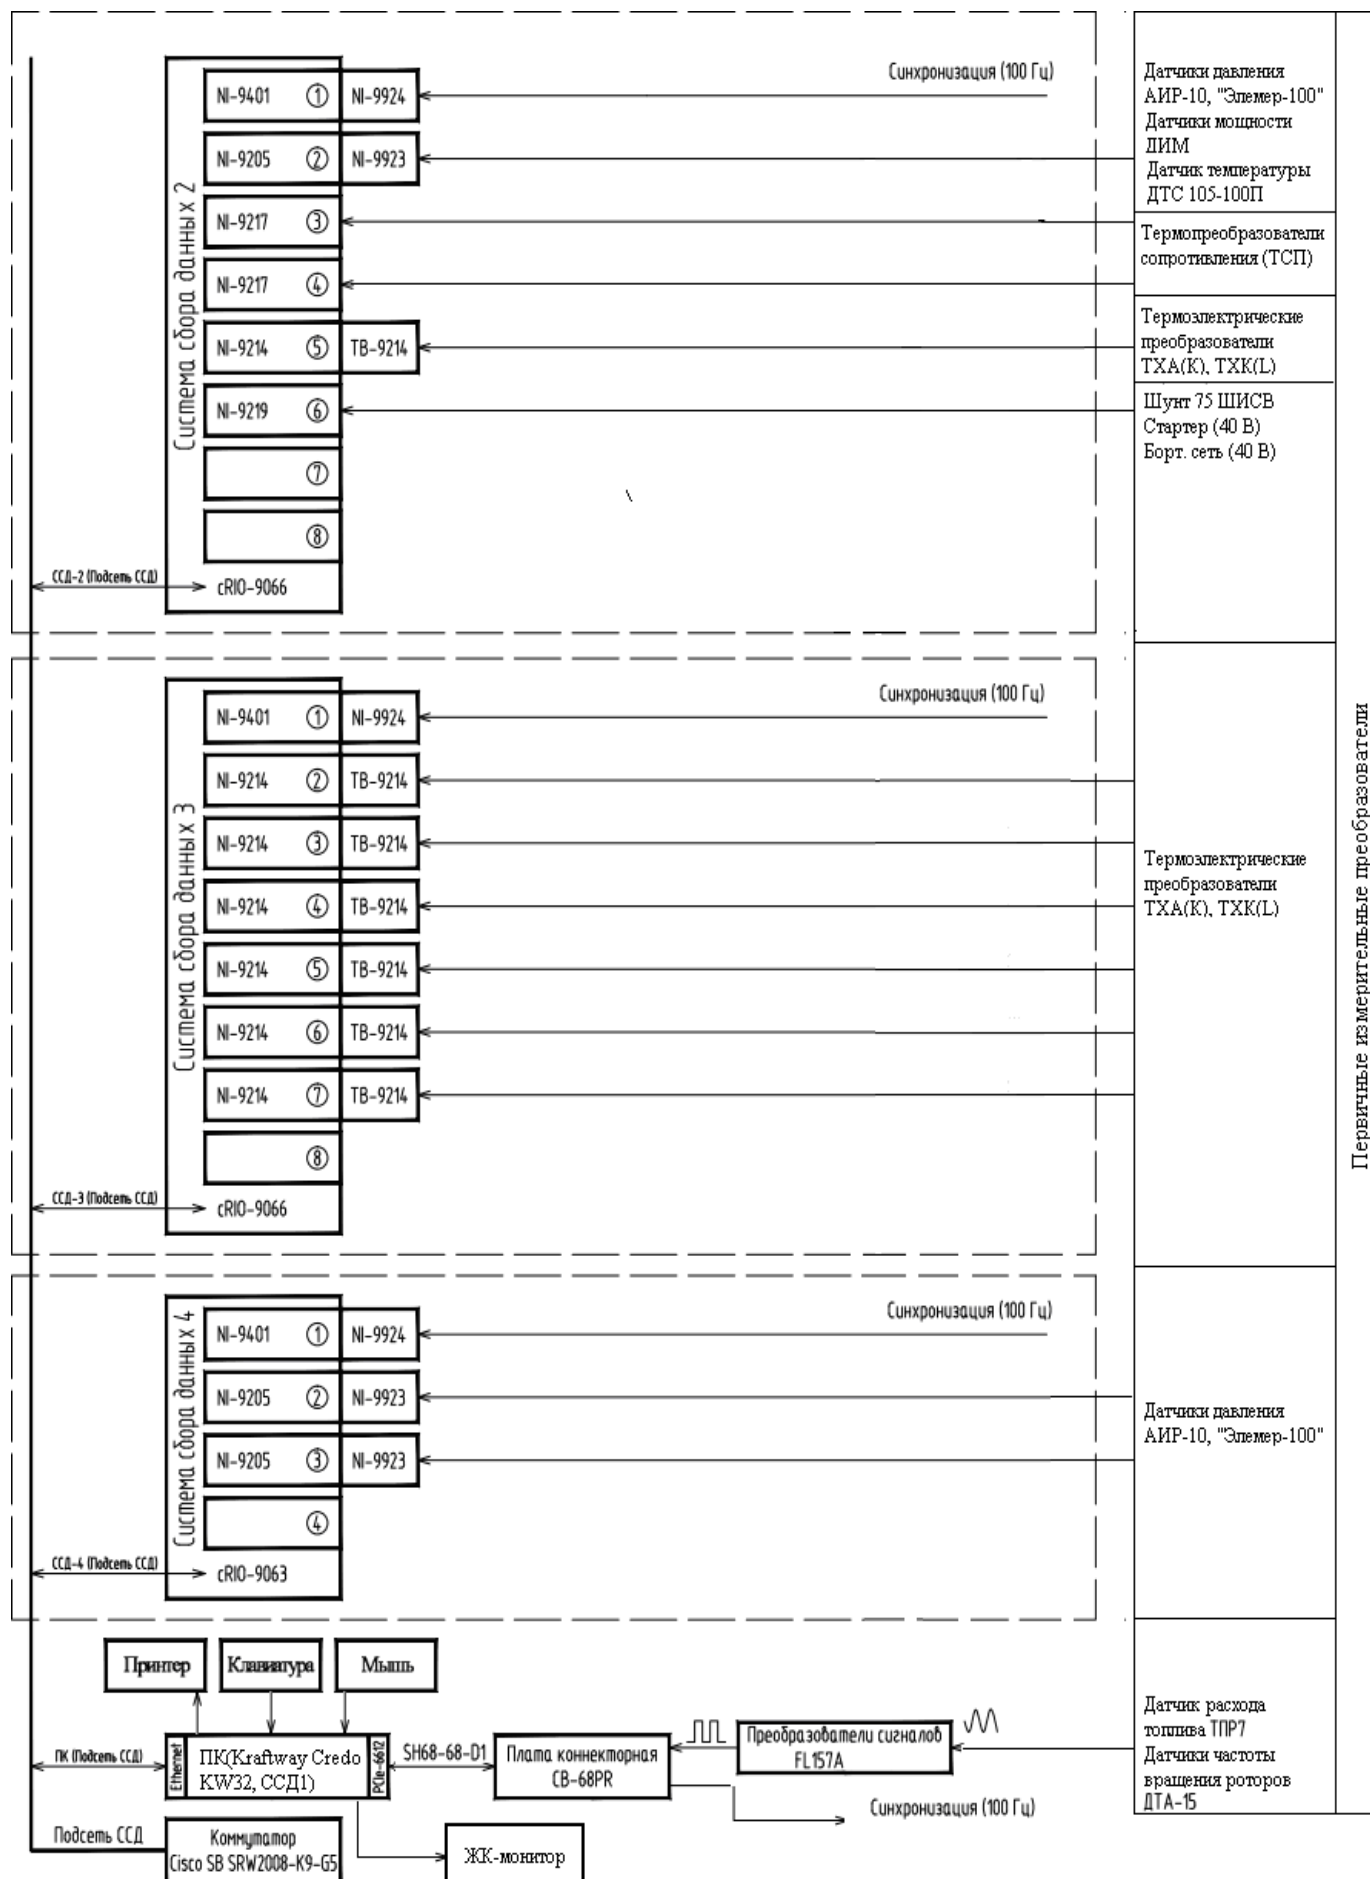 Система сбора данных 2
NI-9401 ① NI-9924
Синхронизация (100 Гц)
NI-9205 ② NI-9923
NI-9217 ③
NI-9217 ④
NI-9214 ⑤ TB-9214
NI-9219 ⑥
⑦
⑧
ССД-2 (Подсеть ССД)
cRIO-9066
Датчики давления
АИР-10, "Элемер-100"
Датчики мощности
ДИМ
Датчик температуры
ДТС 105-100П
Термопреобразователи
сопротивления (ТСП)
Термоэлектрические
преобразователи
ТХА(К), ТХК(L)
Шунт 75 ШИСВ
Стартер (40 В)
Борт. сеть (40 В)
Первичные измерительные преобразователи
Система сбора данных 3
NI-9401 ① NI-9924
Синхронизация (100 Гц)
NI-9214 ② TB-9214
NI-9214 ③ TB-9214
NI-9214 ④ TB-9214
NI-9214 ⑤ TB-9214
NI-9214 ⑥ TB-9214
NI-9214 ⑦ TB-9214
⑧
ССД-3 (Подсеть ССД)
cRIO-9066
Термоэлектрические
преобразователи
ТХА(К), ТХК(L)
Система сбора данных 4
NI-9401 ① NI-9924
Синхронизация (100 Гц)
NI-9205 ② NI-9923
NI-9205 ③ NI-9923
④
ССД-4 (Подсеть ССД)
cRIO-9063
Датчики давления
АИР-10, "Элемер-100"
Принтер
Клавиатура
Мышь
ПК (Подсеть ССД)
Ethernet
ПК(Kraftway Credo
KW32, ССД1)
PCIe-6612
SH68-68-D1
Плата коннекторная
CB-68PR
Преобразователи сигналов
FL157A
Синхронизация (100 Гц)
Датчик расхода
топлива ТПР7
Датчики частоты
вращения роторов
ДТА-15
Подсеть ССД
Коммутатор
Cisco SB SRW2008-K9-G5
ЖК-монитор